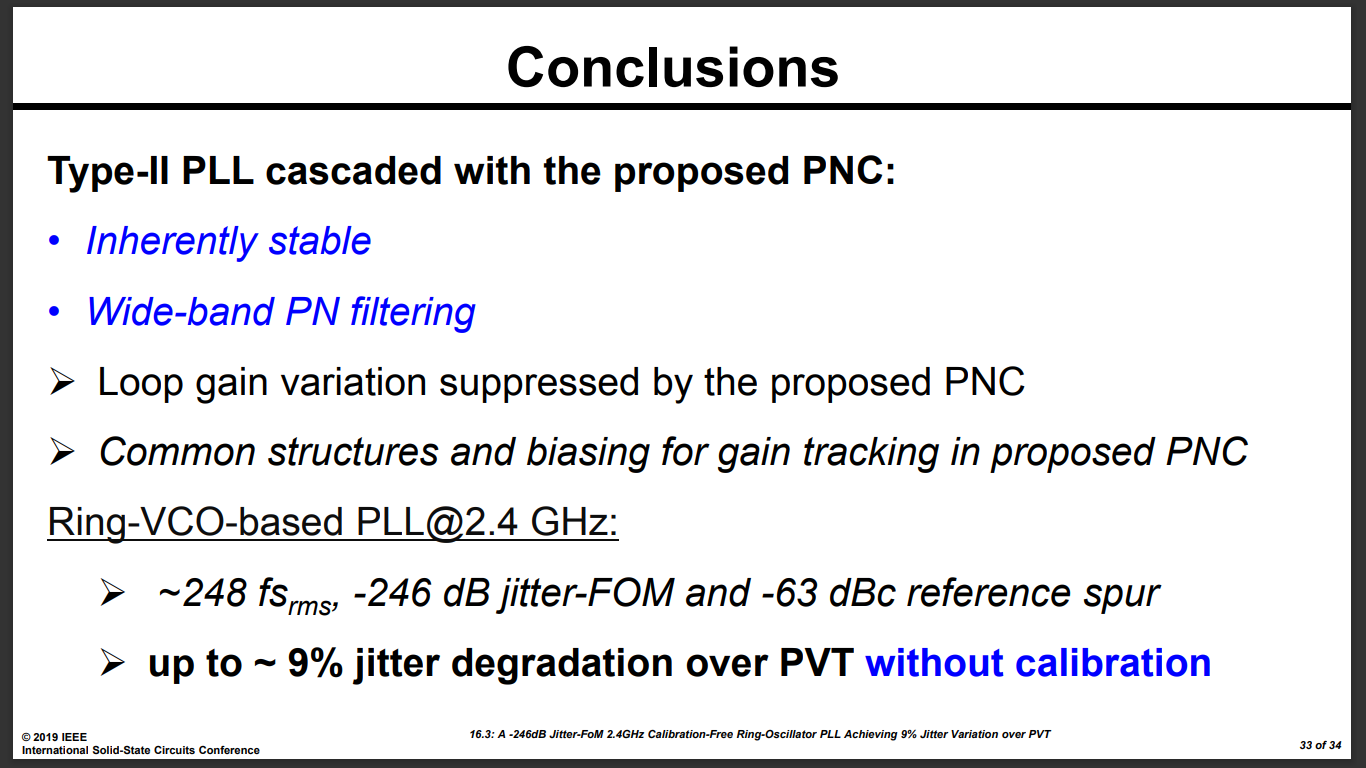 Conclusions
Type-II PLL cascaded with the proposed PNC:
• Inherently stable
• Wide-band PN filtering
➢ Loop gain variation suppressed by the proposed PNC
➢ Common structures and biasing for gain tracking in proposed PNC
Ring-VCO-based PLL@2.4 GHz:
➢ ~248 fsrms, -246 dB jitter-FOM and -63 dBc reference spur
➢ up to ~ 9% jitter degradation over PVT without calibration
© 2019 IEEE
International Solid-State Circuits Conference
16.3: A -246dB Jitter-FoM 2.4GHz Calibration-Free Ring-Oscillator PLL Achieving 9% Jitter Variation over PVT
33 of 34